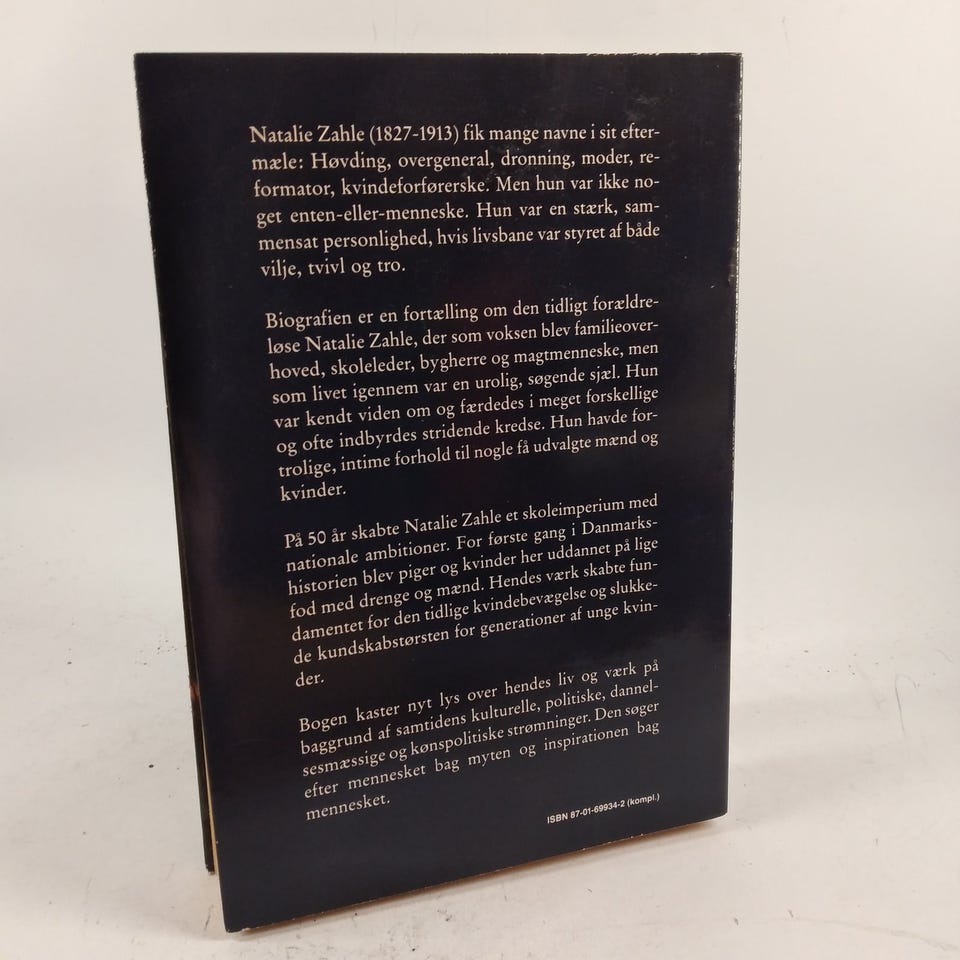 Natalie Zahle (1827-1913) fik mange navne i sit efter-
mæle: Høvding, overgeneral, dronning, moder, re-
formator, kvindeforførerske. Men hun var ikke no-
get enten-eller-menneske. Hun var en stærk, sam-
mensat personlighed, hvis livsbane var styret af både
vilje, tvivl og tro.
Biografien er en fortælling om den tidligt forældre-
løse Natalie Zahle, der som voksen blev familieover-
hoved, skoleleder, bygherre og magtmenneske, men
som livet igennem var en urolig, søgende sjæl. Hun
var kendt viden om og færdedes i meget forskellige
og ofte indbyrdes stridende kredse. Hun havde for-
trolige, intime forhold til nogle få udvalgte mænd og
kvinder.
På 50 år skabte Natalie Zahle et skoleimperium med
nationale ambitioner. For første gang i Danmarks-
historien blev piger og kvinder her uddannet på lige
fod med drenge og mænd. Hendes værk skabte fun-
damentet for den tidlige kvindebevægelse og slukke-
de kundskabstørsten for generationer af unge kvin-
der.
Bogen kaster nyt lys over hendes liv og værk på
baggrund af samtidens kulturelle, politiske, dannel-
sesmæssige og kønspolitiske strømninger. Den søger
efter mennesket bag myten og inspirationen bag
mennesket.
ISBN 87-01-69934-2 (kompl.)